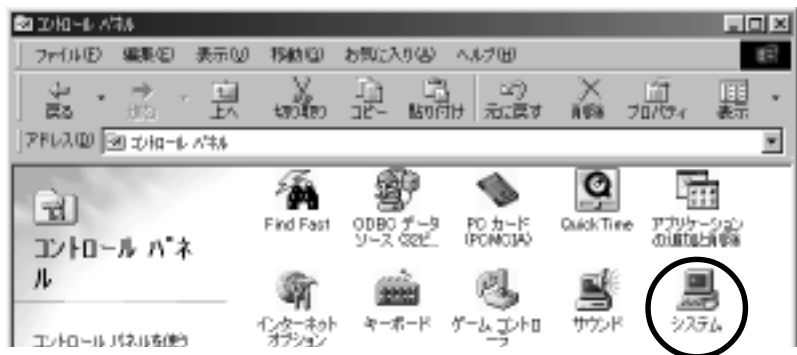 コントロール パネル
ファイル(F) 編集(E) 表示(V) 移動(G) お気に入り(A) ヘルプ(H)
戻る 進む 上へ 切り取り コピー 貼り付け 元に戻す 削除 プロパティ 表示
アドレス(D) コントロール パネル
コントロール パネ
ル
コントロール パネルを使う
Find Fast
ODBC データ
ソース (32ビ...
PC カード
(PCMCIA)
QuickTime
アプリケーション
の追加と削除
インターネット
オプション
キーボード
ゲーム コントロ
ーラ
サウンド
システム